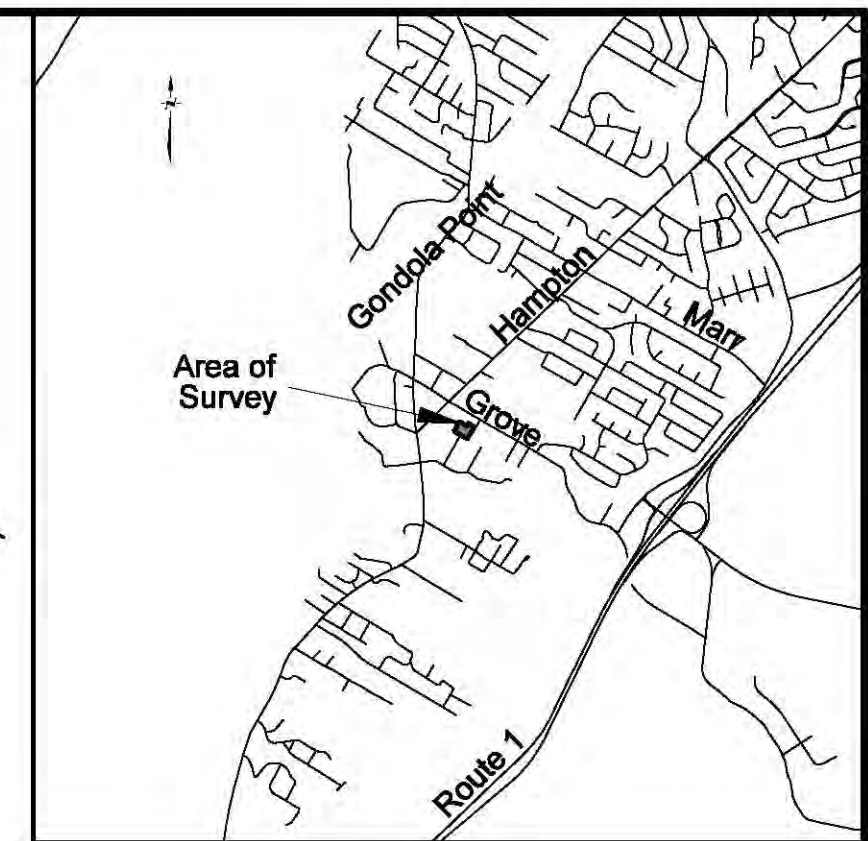 N
Gondola Point
Hampton
Marr
Area of
Survey
Grove
Route 1